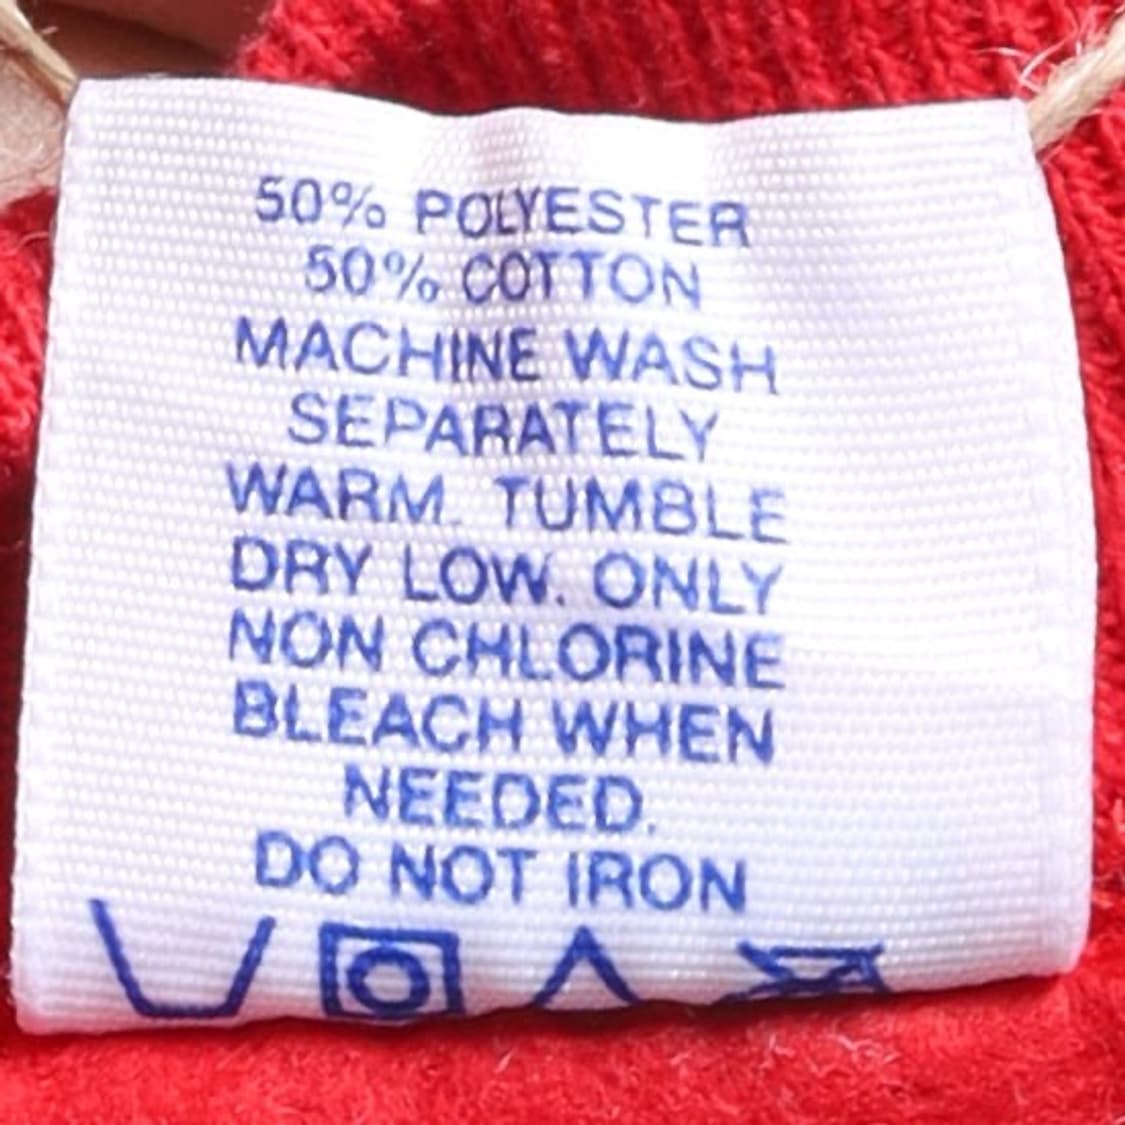 50% POLYESTER
50% COTTON
MACHINE WASH
SEPARATELY
WARM. TUMBLE
DRY LOW. ONLY
NON CHLORINE
BLEACH WHEN
NEEDED.
DO NOT IRON